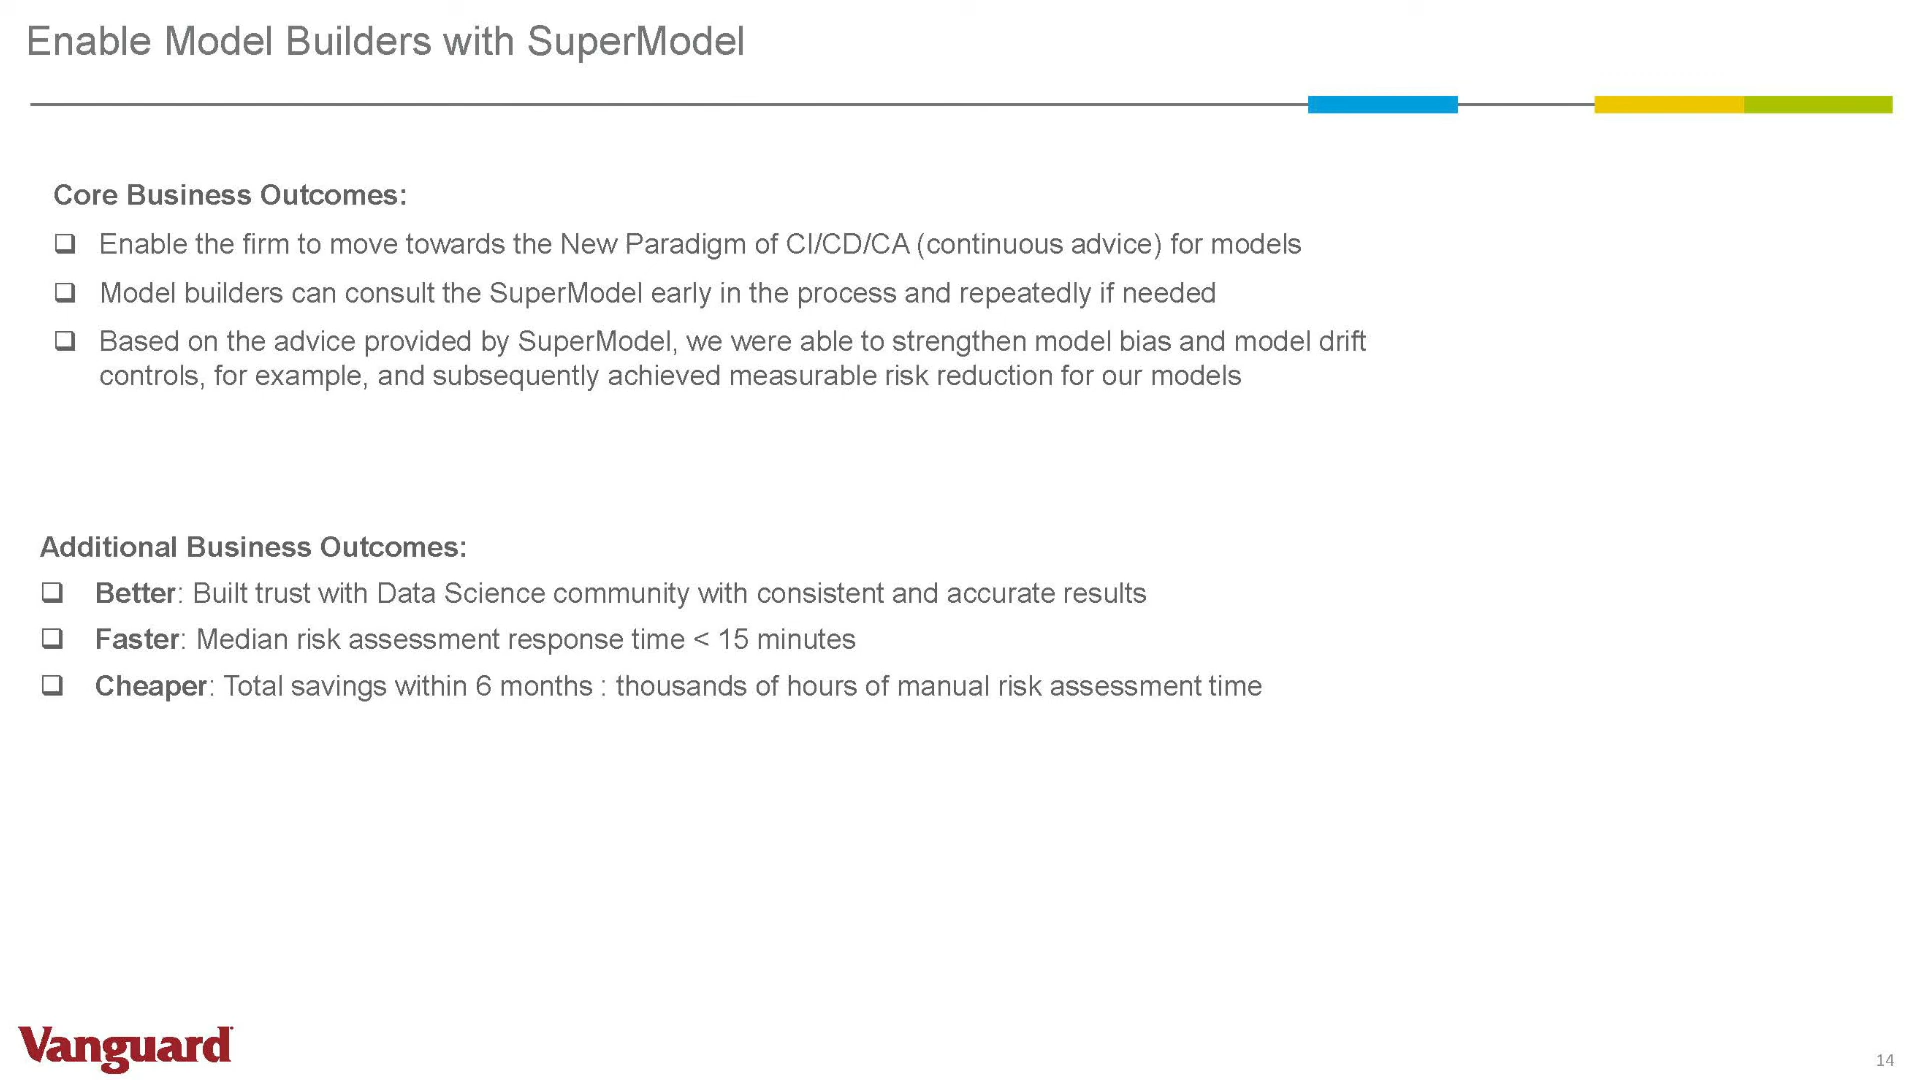 Enable Model Builders with SuperModel
Core Business Outcomes:
❑ Enable the firm to move towards the New Paradigm of CI/CD/CA (continuous advice) for models
❑ Model builders can consult the SuperModel early in the process and repeatedly if needed
❑ Based on the advice provided by SuperModel, we were able to strengthen model bias and model drift
controls, for example, and subsequently achieved measurable risk reduction for our models
Additional Business Outcomes:
❑ Better: Built trust with Data Science community with consistent and accurate results
❑ Faster: Median risk assessment response time < 15 minutes
❑ Cheaper: Total savings within 6 months : thousands of hours of manual risk assessment time
Vanguard
14